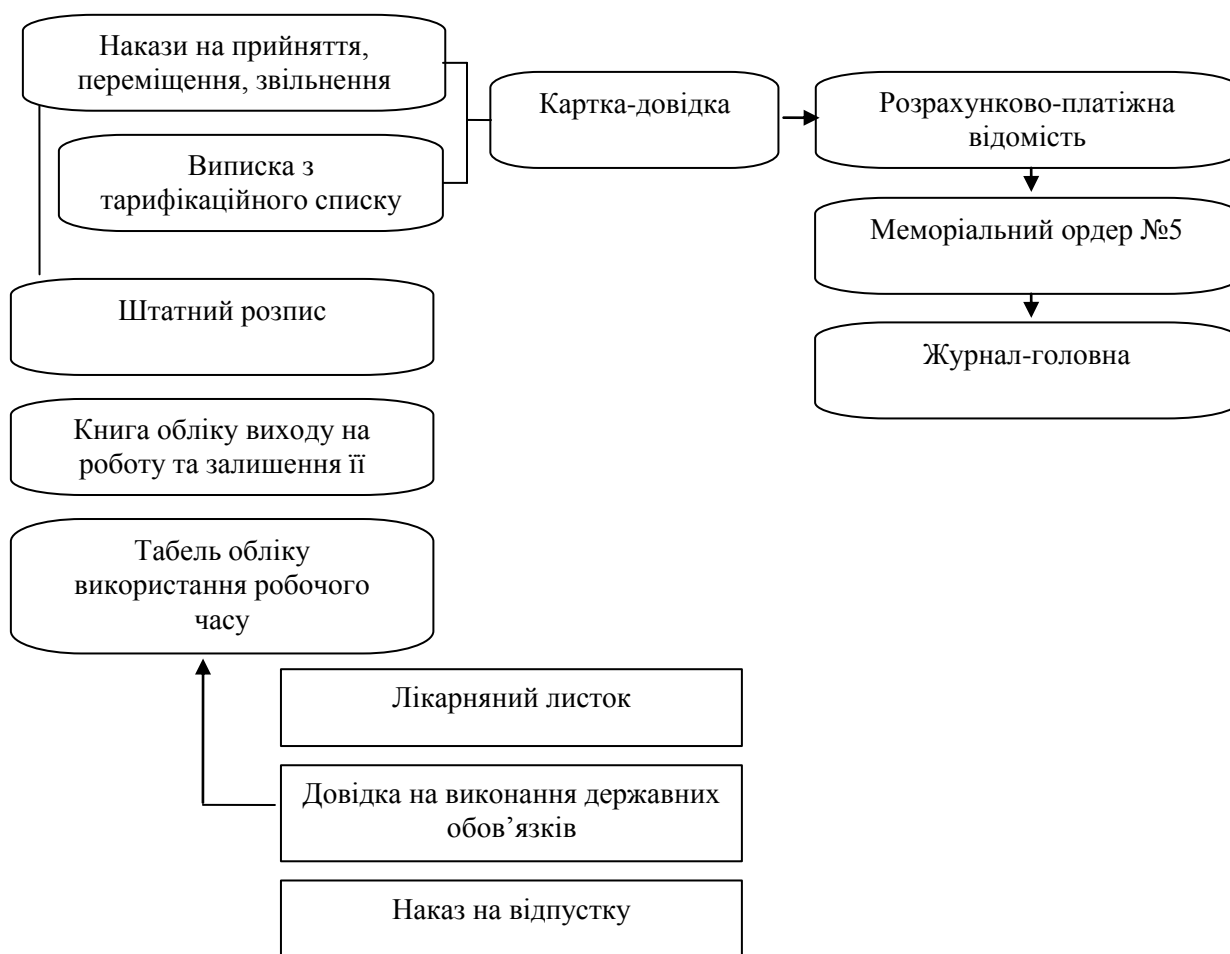 Накази на прийняття,
переміщення, звільнення
Картка-довідка
Розрахунково-платіжна
відомість
Виписка з
тарифікаційного списку
Меморіальний ордер №5
Штатний розпис
Журнал-головна
Книга обліку виходу на
роботу та залишення її
Табель обліку
використання робочого
часу
Лікарняний листок
Довідка на виконання державних
обов’язків
Наказ на відпустку